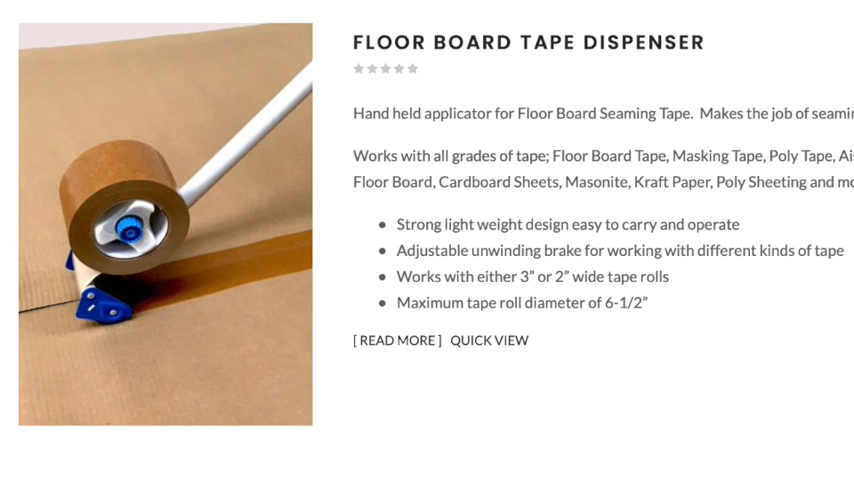 FLOOR BOARD TAPE DISPENSER
Hand held applicator for Floor Board Seaming Tape. Makes the job of
Works with all grades of tape; Floor Board Tape, Masking Tape, Poly Tape,
Floor Board, Cardboard Sheets, Masonite, Kraft Paper, Poly Sheeting and
• Strong light weight design easy to carry and operate
• Adjustable unwinding brake for working with different kinds of tape
• Works with either 3” or 2” wide tape rolls
• Maximum tape roll diameter of 6-1/2”
[ READ MORE ] QUICK VIEW